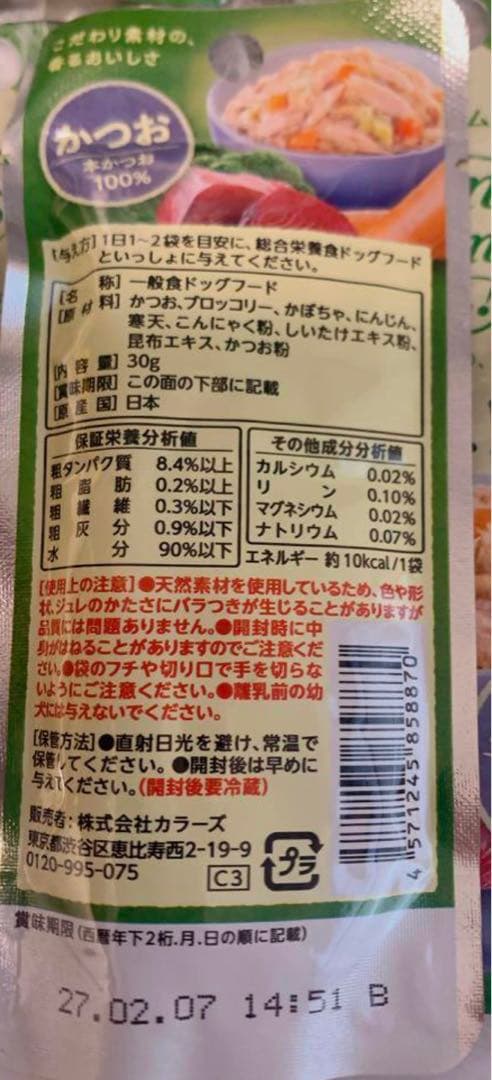 こだわり素材の、
香るおいしさ
かつお
本かつお
100%
【与え方】1日1~2袋を目安に、総合栄養食ドッグフード
といっしょに与えてください。
【名 称】一般食ドッグフード
【原 材 料】かつお、ブロッコリー、かぼちゃ、にんじん、
寒天、こんにゃく粉、しいたけエキス粉、
昆布エキス、かつお粉
【内 容 量】30g
【賞味期限】この面の下部に記載
【原 産 国】日本
保証栄養分析値
粗タンパク質 8.4%以上
粗 脂 肪 0.2%以上
粗 繊 維 0.3%以下
粗 灰 分 0.9%以下
水 分 90%以下
その他成分分析値
カルシウム 0.02%
リ ン 0.10%
マグネシウム 0.02%
ナトリウム 0.07%
エネルギー 約10kcal/1袋
【使用上の注意】●天然素材を使用しているため、色や形
状、ジュレのかたさにバラつきが生じることがありますが
品質には問題ありません。●開封時に中
身がはねることがありますのでご注意くだ
さい。●袋のフチや切り口で手を切らな
いようにご注意ください。●離乳前の幼
犬には与えないでください。
【保管方法】●直射日光を避け、常温で
保管してください。●開封後は早めに
与えてください。(開封後要冷蔵)
販売者:株式会社カラーズ
東京都渋谷区恵比寿西2-19-9
0120-995-075
C3
プラ
4571245858870
賞味期限(西暦年下2桁.月.日の順に記載)
27.02.07 14:51 B